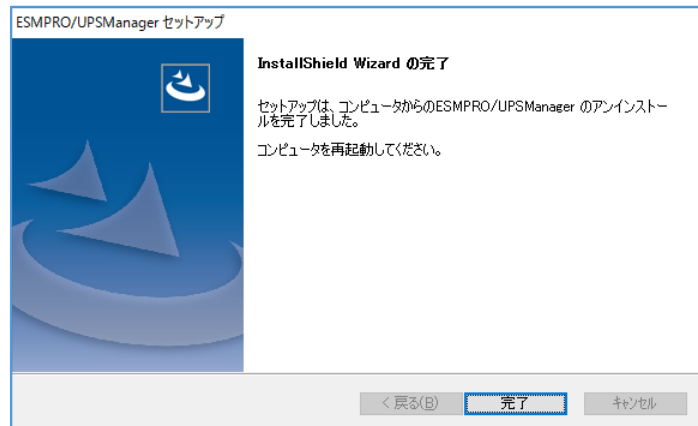 ESMPRO/UPSManager セットアップ
InstallShield Wizard の完了
セットアップは、コンピュータからのESMPRO/UPSManager のアンインストー
ルを完了しました。
コンピュータを再起動してください。
< 戻る(B)
完了
キャンセル